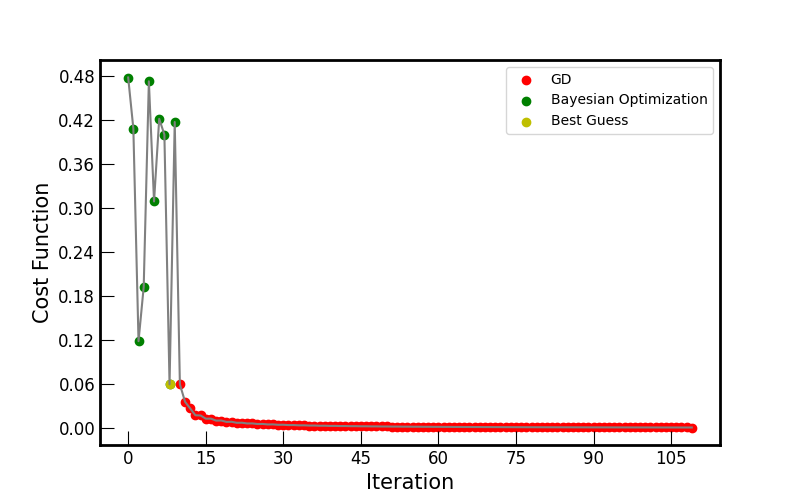 GD
Bayesian Optimization
Best Guess
0.48
0.42
0.36
0.30
0.24
0.18
0.12
0.06
0.00
Cost Function
0 15 30 45 60 75 90 105
Iteration